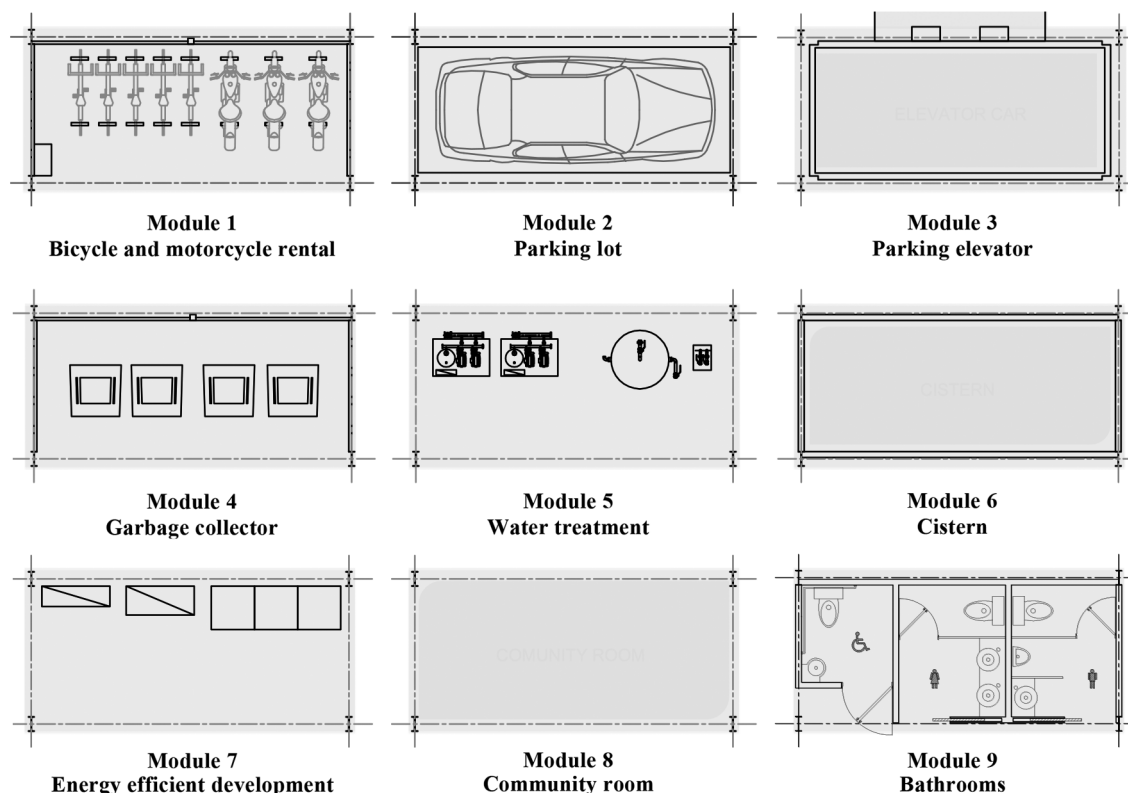 ELEVATOR CAR
Module 1
Bicycle and motorcycle rental
Module 2
Parking lot
Module 3
Parking elevator
CISTERN
Module 4
Garbage collector
Module 5
Water treatment
Module 6
Cistern
COMUNITY ROOM
Module 7
Energy efficient development
Module 8
Community room
Module 9
Bathrooms